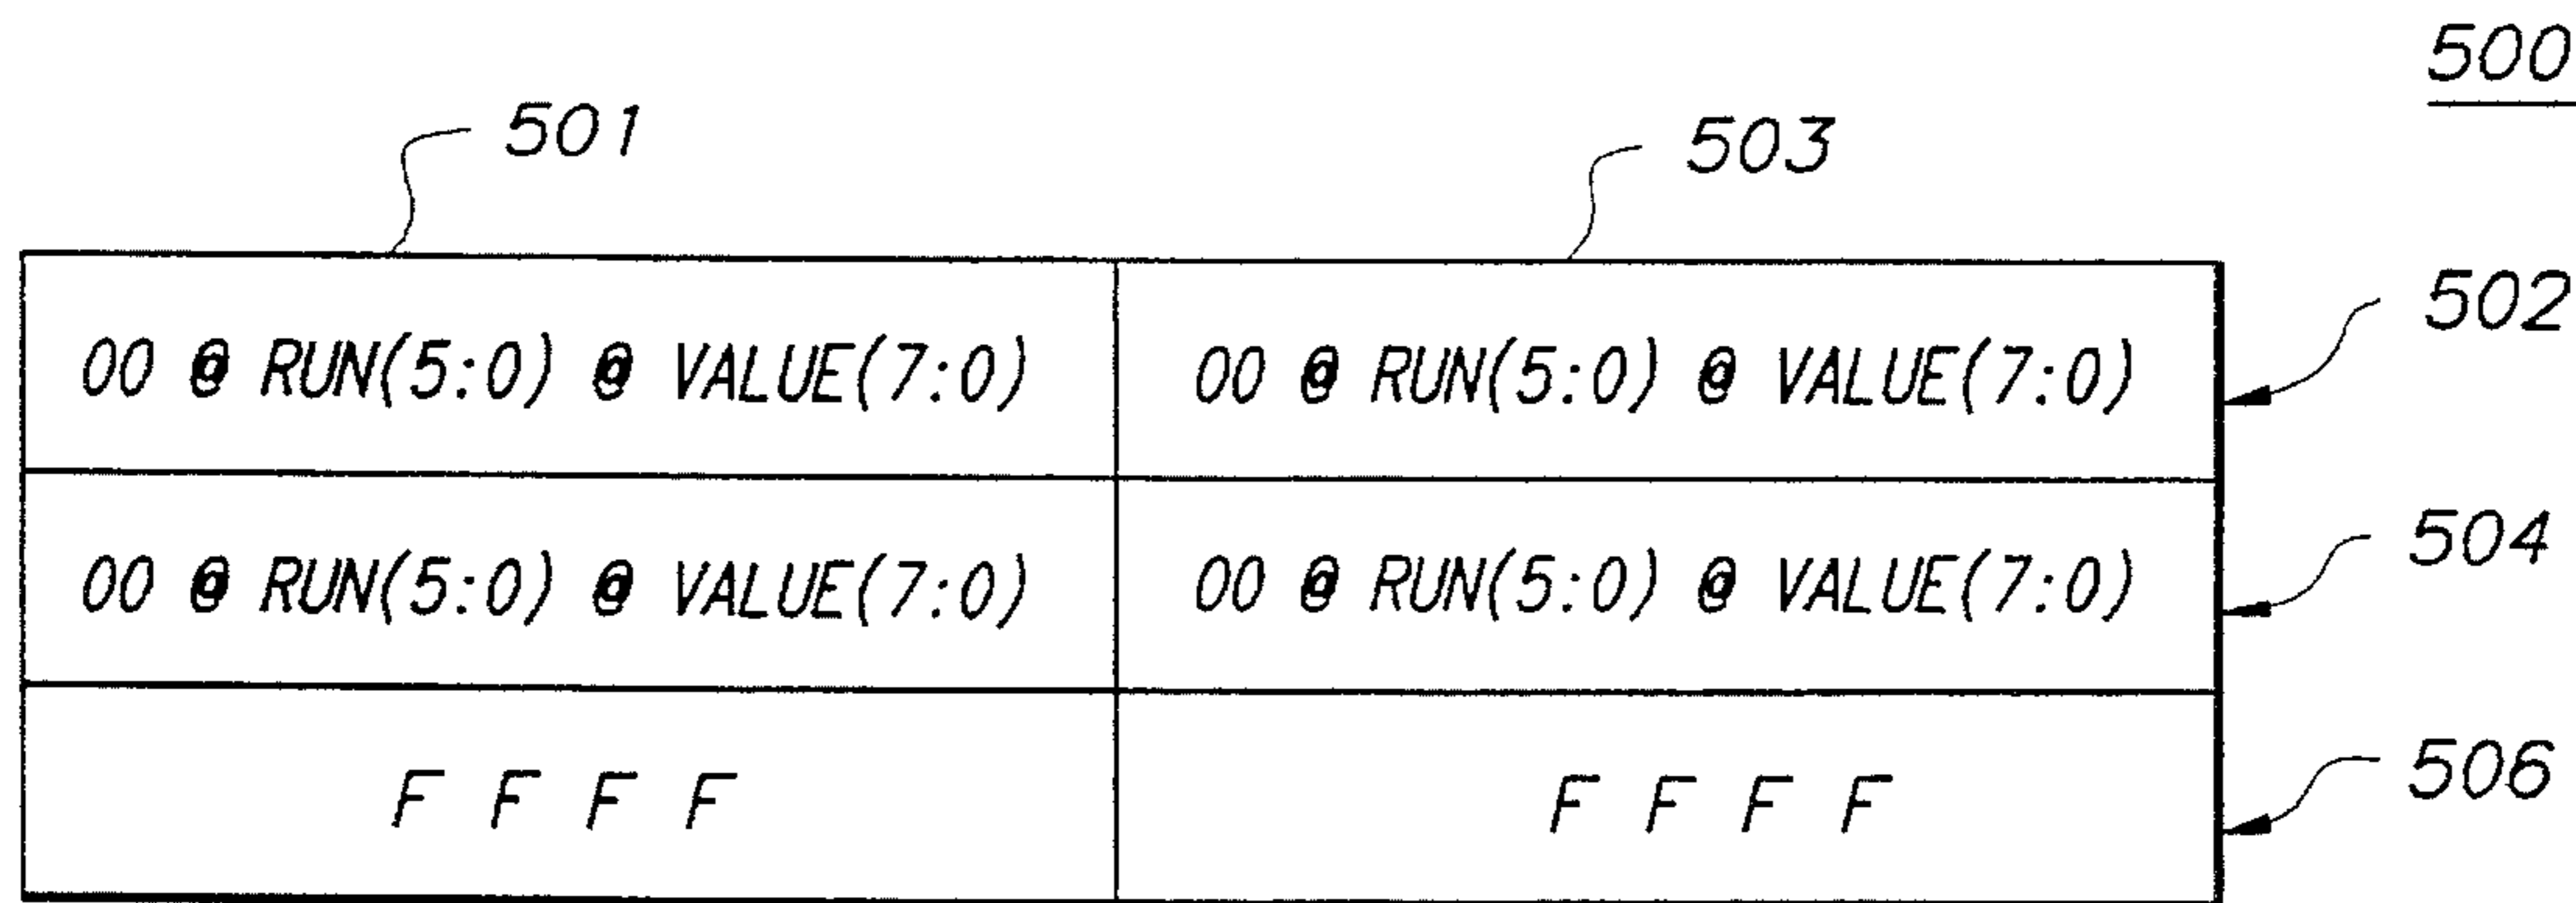 500
501 503
00 @ RUN(5:0) @ VALUE(7:0) 00 @ RUN(5:0) @ VALUE(7:0) 502
00 @ RUN(5:0) @ VALUE(7:0) 00 @ RUN(5:0) @ VALUE(7:0) 504
F F F F F F F F 506